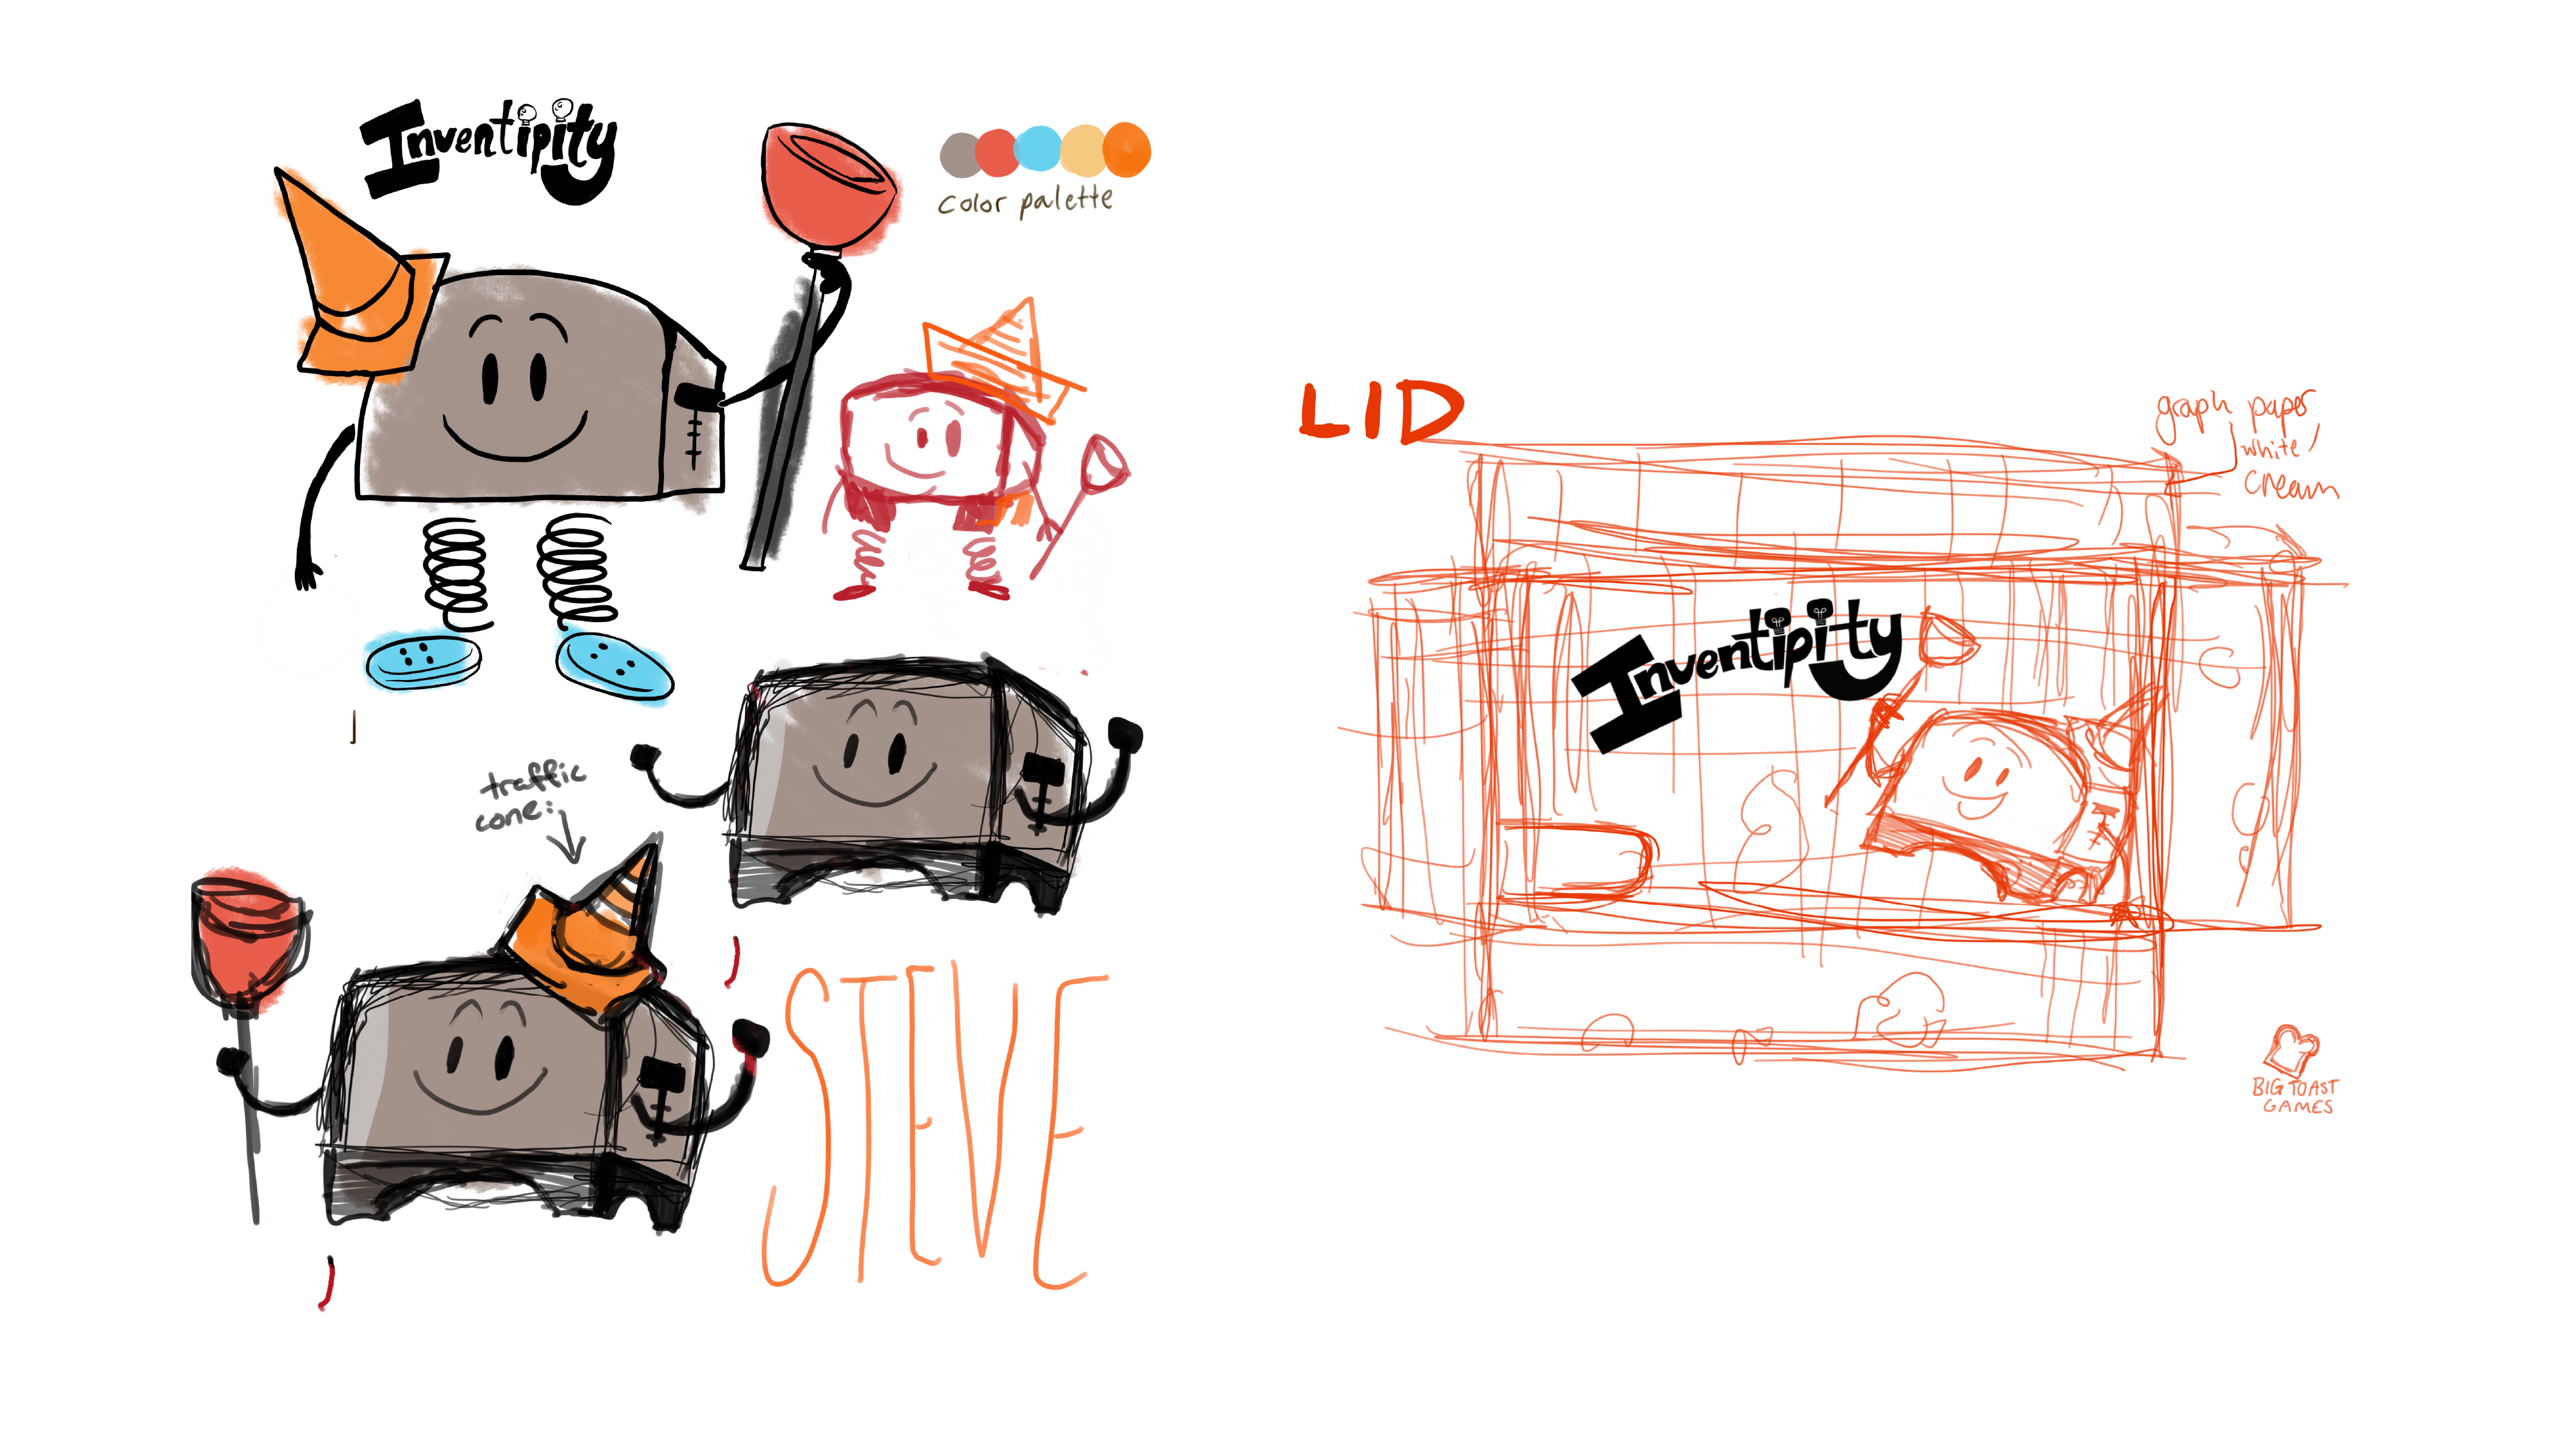 Inventipity
color palette
traffic
cone:
STEVE
LID
graph paper
white/
cream
Inventipity
BIG TOAST
GAMES